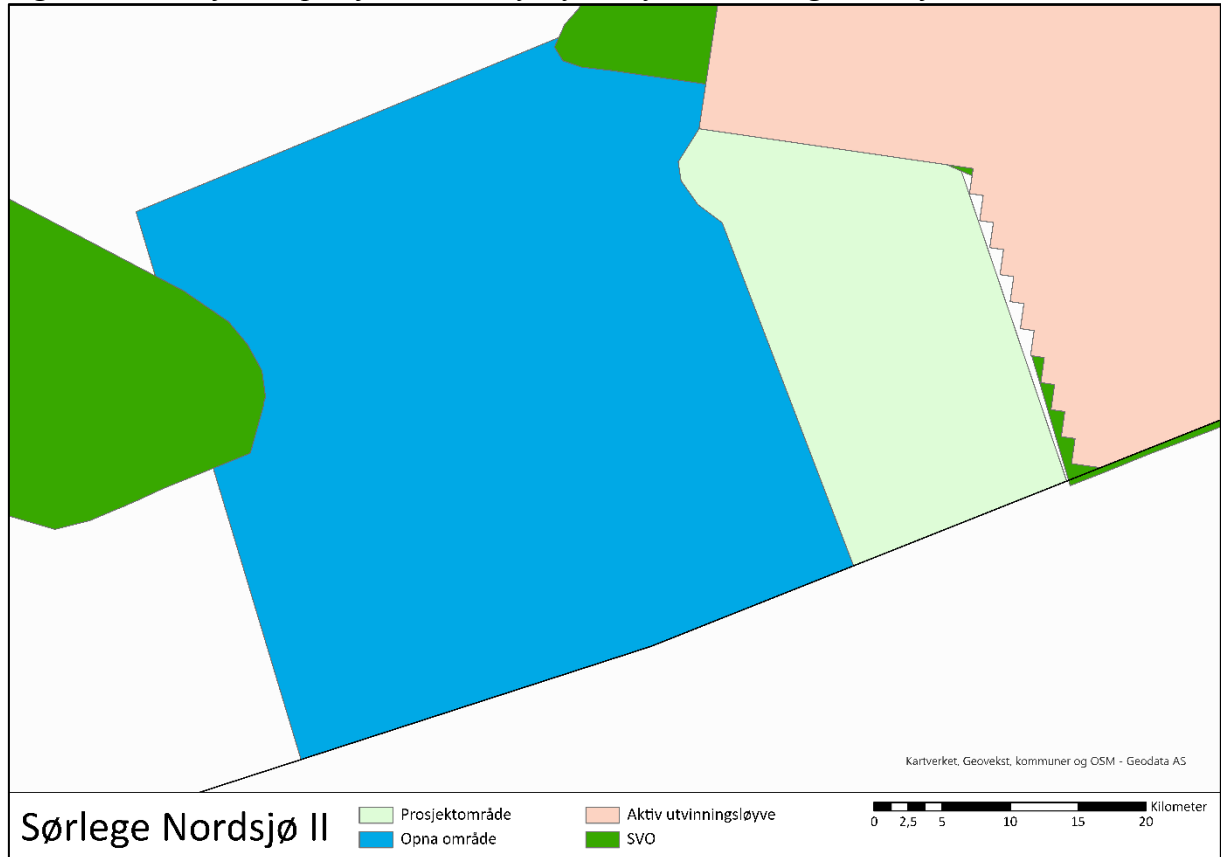 Kartverket, Geovekst, kommuner og OSM - Geodata AS
Sørlege Nordsjø II
Prosjektområde
Opna område
Aktiv utvinningsløyve
SVO
Kilometer
0 2,5 5 10 15 20